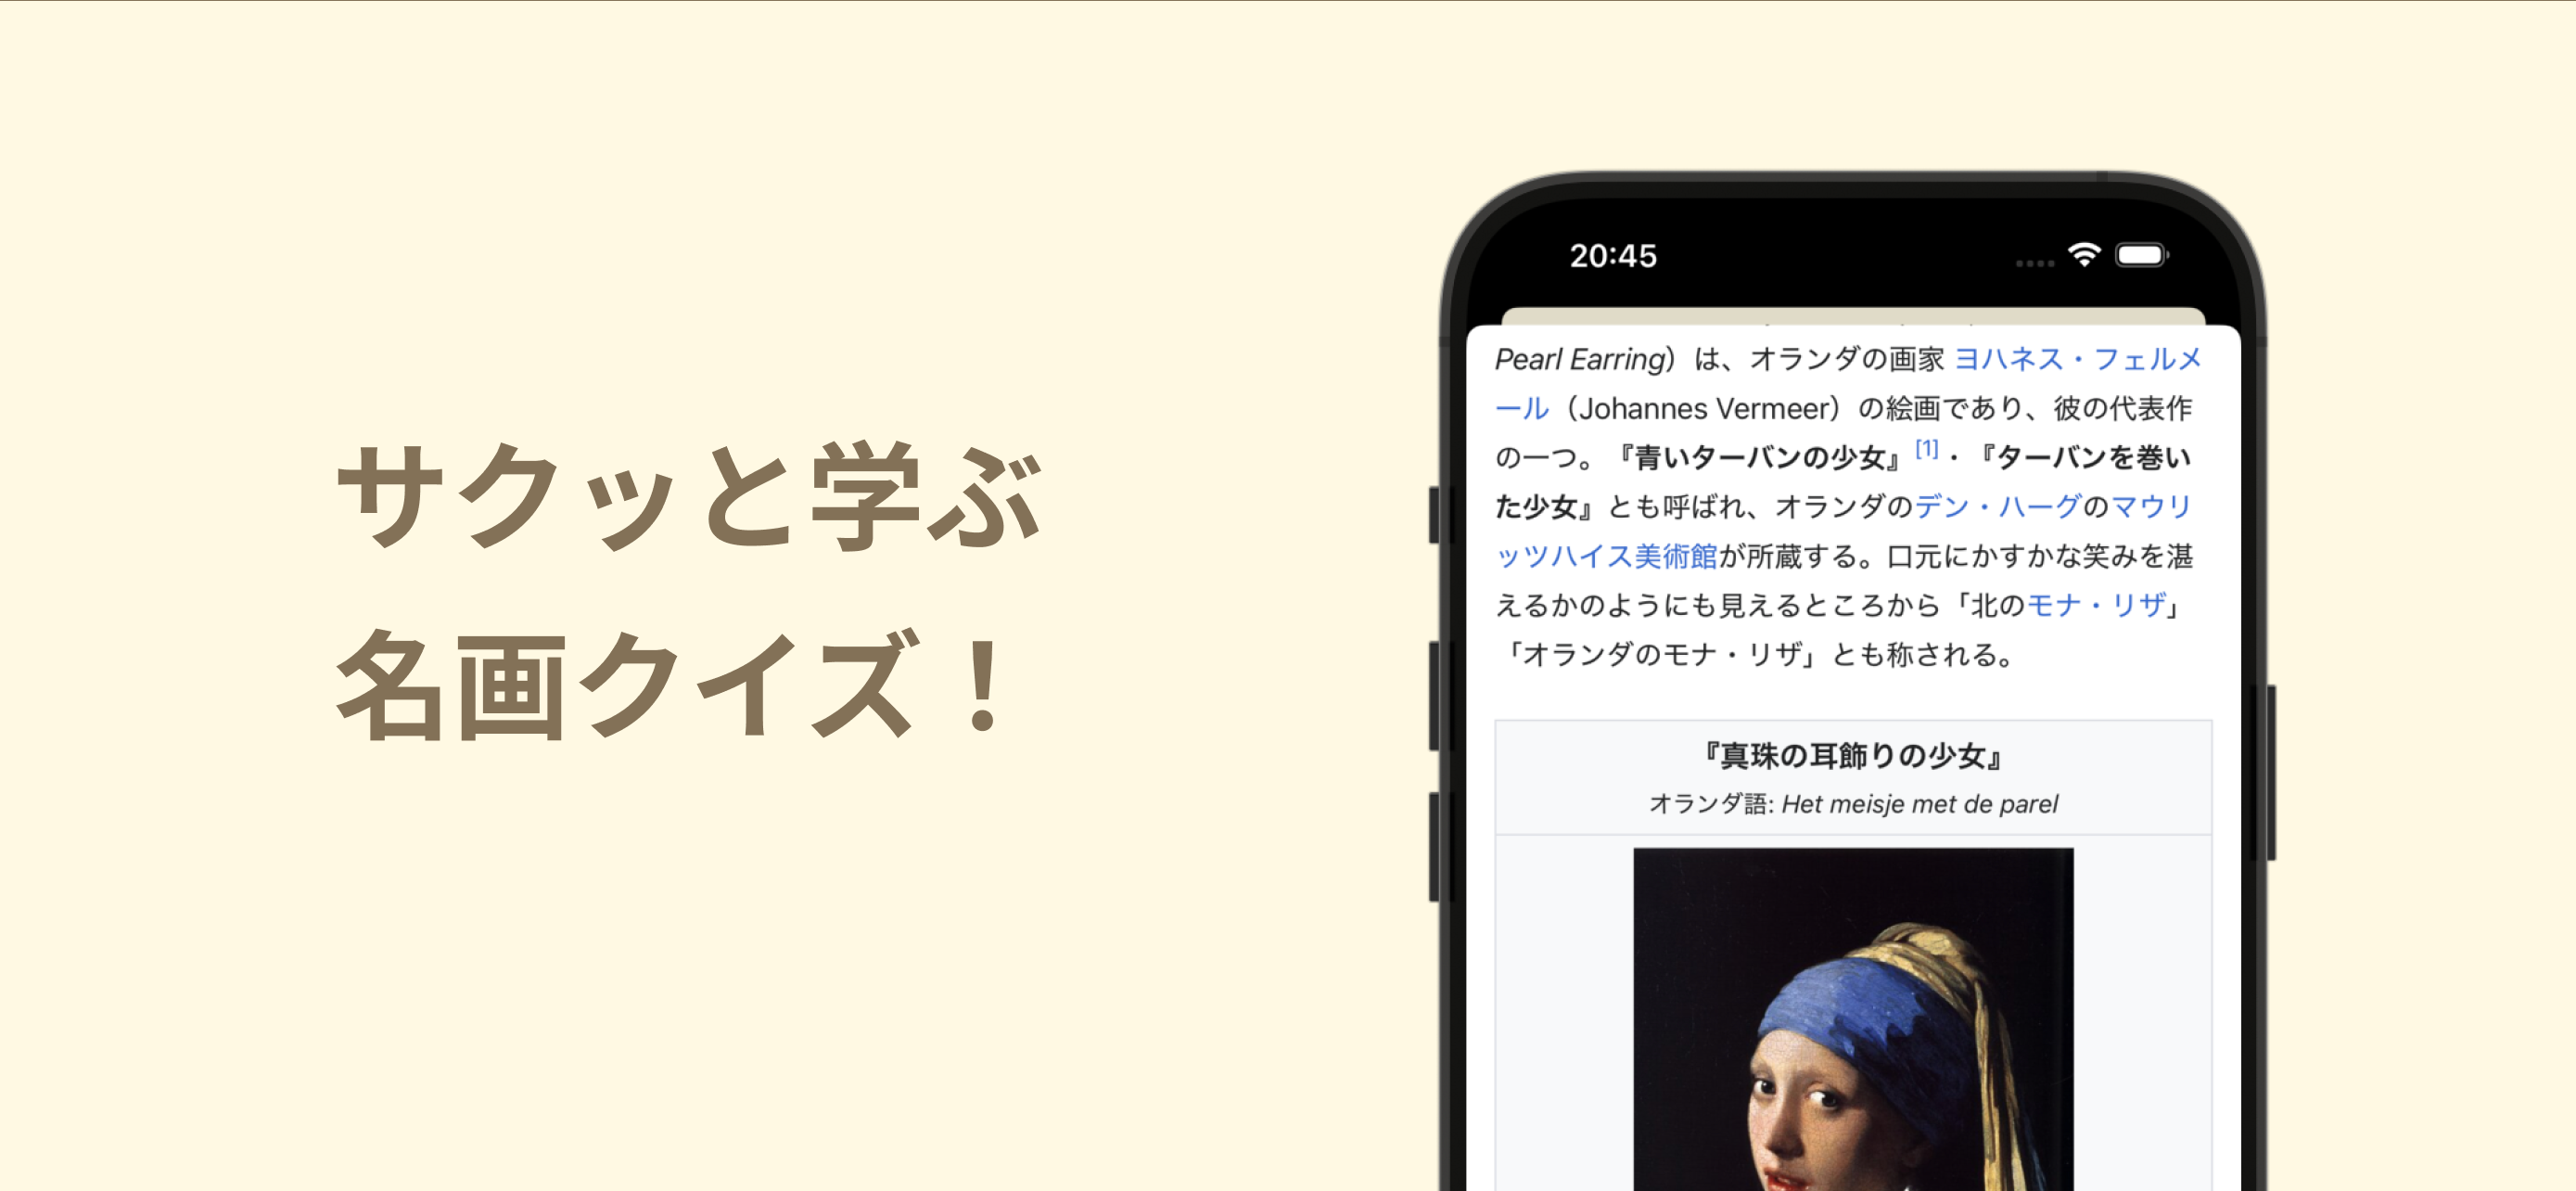 サクッと学ぶ
名画クイズ！
20:45
Pearl Earring）は、オランダの画家 ヨハネス・フェルメ
ール（Johannes Vermeer）の絵画であり、彼の代表作
の一つ。『青いターバンの少女』[1]・『ターバンを巻い
た少女』とも呼ばれ、オランダのデン・ハーグのマウリ
ッツハイス美術館が所蔵する。口元にかすかな笑みを湛
えるかのようにも見えるところから「北のモナ・リザ」
「オランダのモナ・リザ」とも称される。
『真珠の耳飾りの少女』
オランダ語: Het meisje met de parel